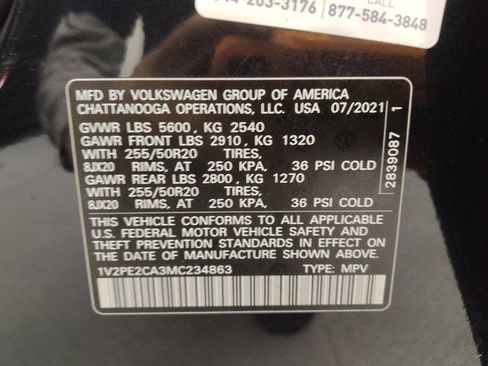 CALL
203-3176 877-584-3848
MFD BY VOLKSWAGEN GROUP OF AMERICA
CHATTANOOGA OPERATIONS, LLC. USA 07/2021
GVWR LBS 5600, KG 2540
GAWR FRONT LBS 2910, KG 1320
WITH 255/50R20 TIRES,
8JX20 RIMS, AT 250 KPA, 36 PSI COLD
GAWR REAR LBS 2800, KG 1270
WITH 255/50R20 TIRES,
8JX20 RIMS, AT 250 KPA, 36 PSI COLD
THIS VEHICLE CONFORMS TO ALL APPLICABLE
U.S. FEDERAL MOTOR VEHICLE SAFETY AND
THEFT PREVENTION STANDARDS IN EFFECT ON
THE DATE OF MANUFACTURE SHOWN ABOVE.
1V2PE2CA3MC234863 TYPE: MPV
2839087 1